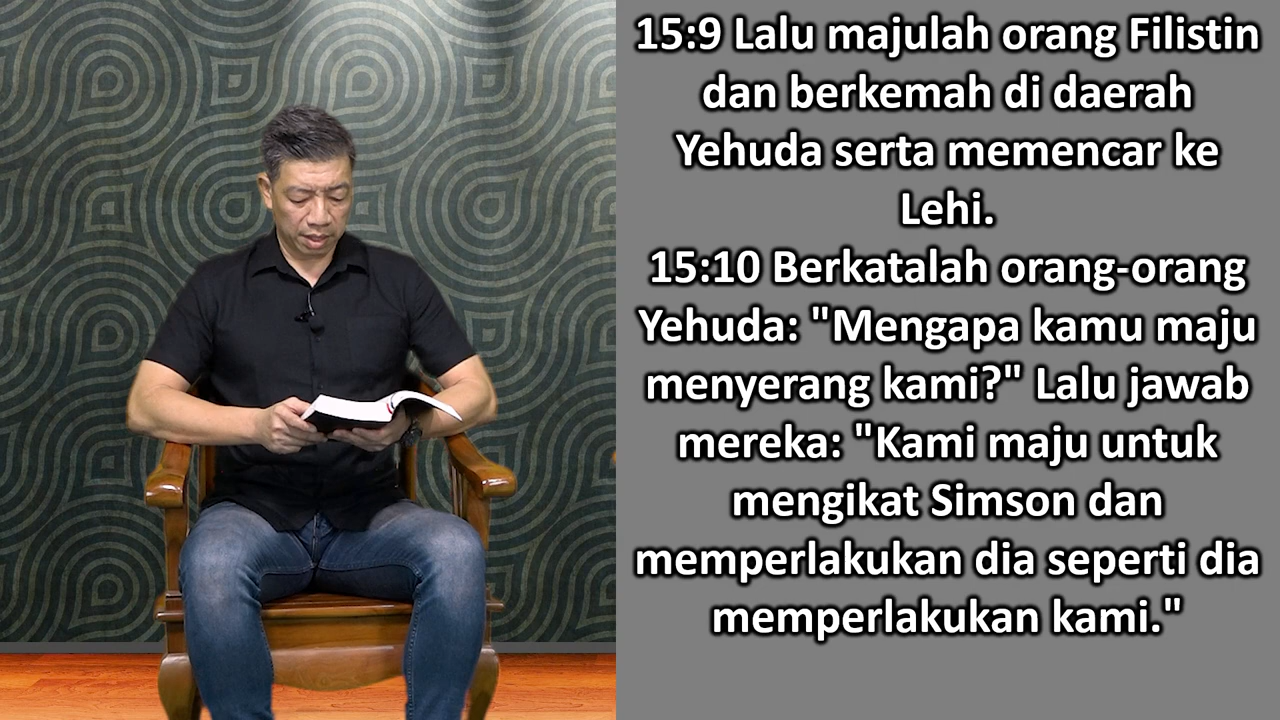 15:9 Lalu majulah orang Filistin
dan berkemah di daerah
Yehuda serta memencar ke
Lehi.
15:10 Berkatalah orang-orang
Yehuda: "Mengapa kamu maju
menyerang kami?" Lalu jawab
mereka: "Kami maju untuk
mengikat Simson dan
memperlakukan dia seperti dia
memperlakukan kami."